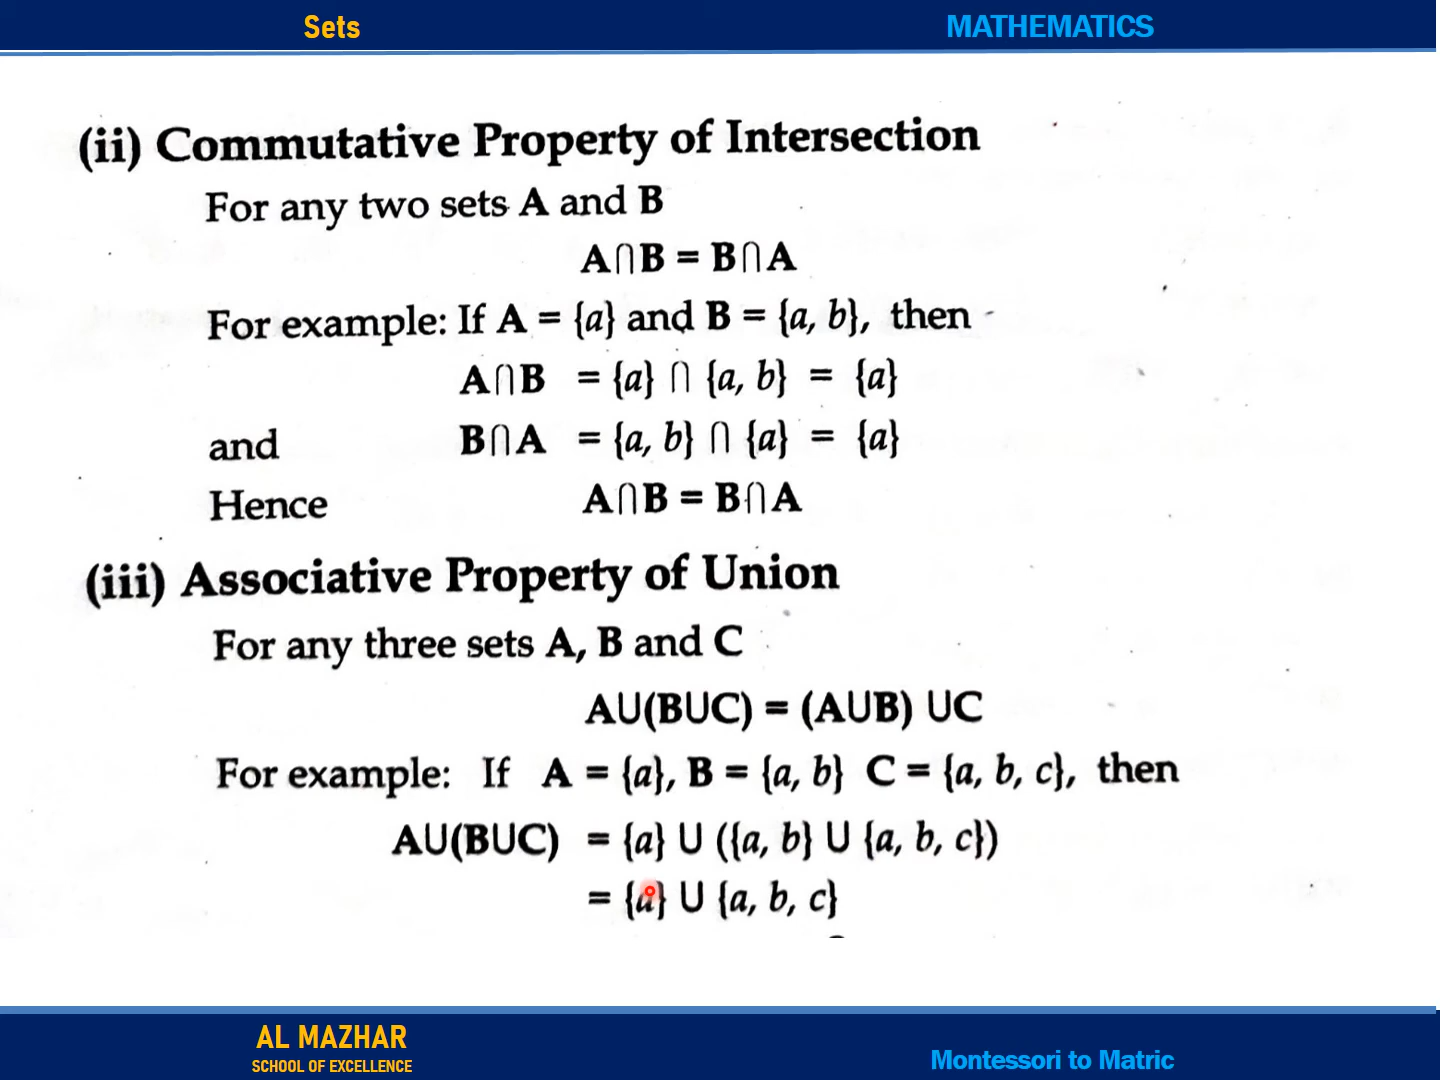 Sets
MATHEMATICS
(ii) Commutative Property of Intersection
For any two sets A and B
A∩B = B∩A
For example: If A = {a} and B = {a, b}, then
A∩B = {a} ∩ {a, b} = {a}
and B∩A = {a, b} ∩ {a} = {a}
Hence A∩B = B∩A
(iii) Associative Property of Union
For any three sets A, B and C
AU(BUC) = (AUB) UC
For example: If A = {a}, B = {a, b} C = {a, b, c}, then
AU(BUC) = {a} U ({a, b} U {a, b, c})
= {a} U {a, b, c}
AL MAZHAR
SCHOOL OF EXCELLENCE
Montessori to Matric